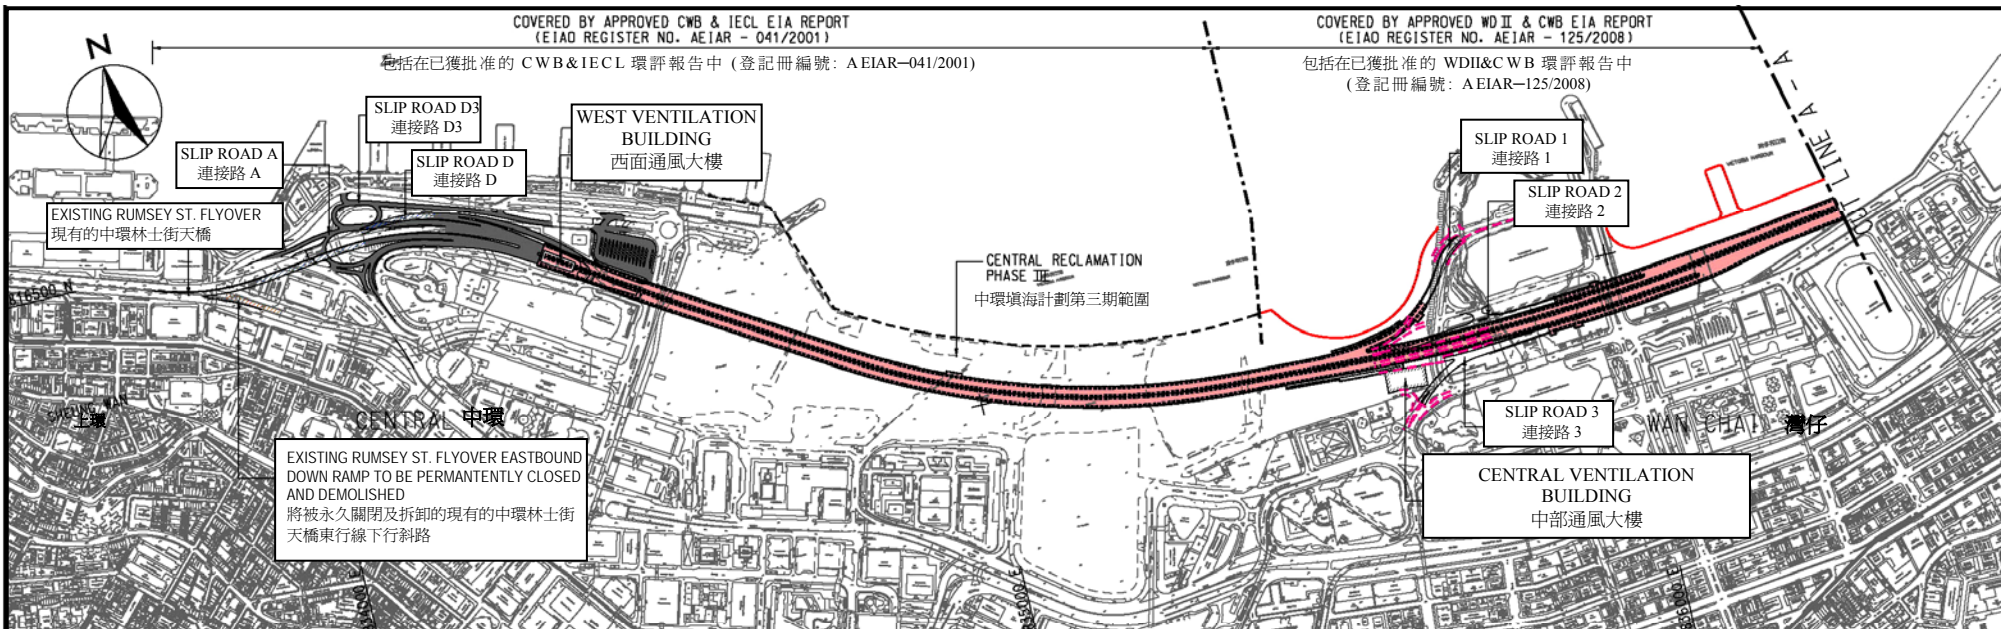 COVERED BY APPROVED CWB & IECL EIA REPORT
(EIAO REGISTER NO. AEIAR - 041/2001)
包括在已獲批准的 CWB&IECL 環評報告中 (登記冊編號: AEIAR─041/2001)
COVERED BY APPROVED WDII & CWB EIA REPORT
(EIAO REGISTER NO. AEIAR - 125/2008)
包括在已獲批准的 WDII&CWB 環評報告中
(登記冊編號: AEIAR─125/2008)
N
SLIP ROAD D3
連接路 D3
SLIP ROAD A
連接路 A
SLIP ROAD D
連接路 D
WEST VENTILATION
BUILDING
西面通風大樓
EXISTING RUMSEY ST. FLYOVER
現有的中環林士街天橋
SLIP ROAD 1
連接路 1
SLIP ROAD 2
連接路 2
CUT LINE A - A
CENTRAL RECLAMATION
PHASE III
中環填海計劃第三期範圍
816500 N
SHEUNG WAN
上環
CENTRAL 中環
SLIP ROAD 3
連接路 3
WAN CHAI 灣仔
EXISTING RUMSEY ST. FLYOVER EASTBOUND
DOWN RAMP TO BE PERMANTENTLY CLOSED
AND DEMOLISHED
將被永久關閉及拆卸的現有的中環林士街
天橋東行線下行斜路
CENTRAL VENTILATION
BUILDING
中部通風大樓
834000 E
835000 E
836000 E